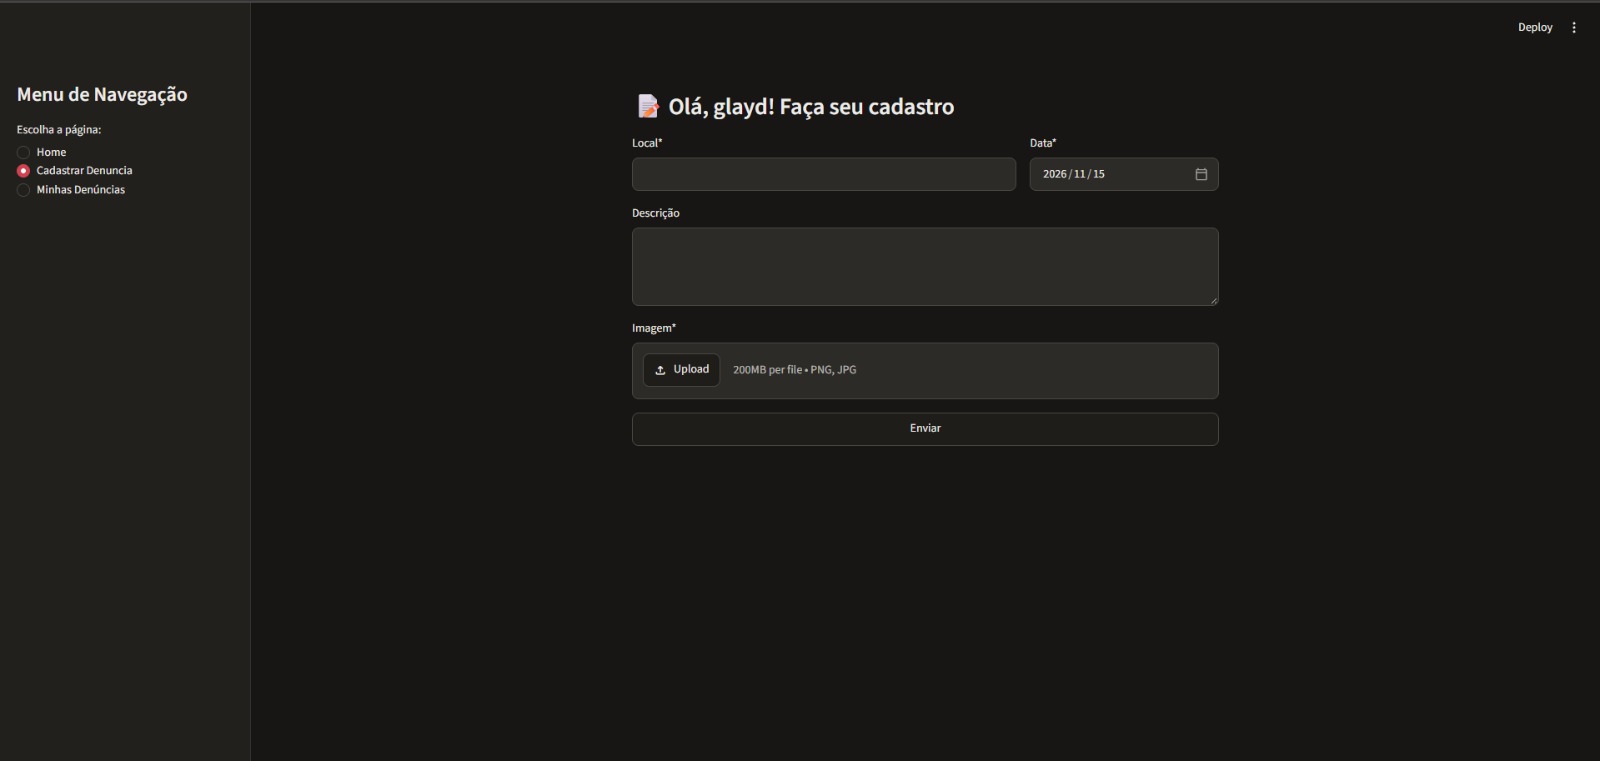 Deploy
Menu de Navegação
Escolha a página:
Home
Cadastrar Denuncia
Minhas Denúncias
Olá, glayd! Faça seu cadastro
Local* Data*
2026/11/15
Descrição
Imagem*
Upload 200MB per file • PNG, JPG
Enviar